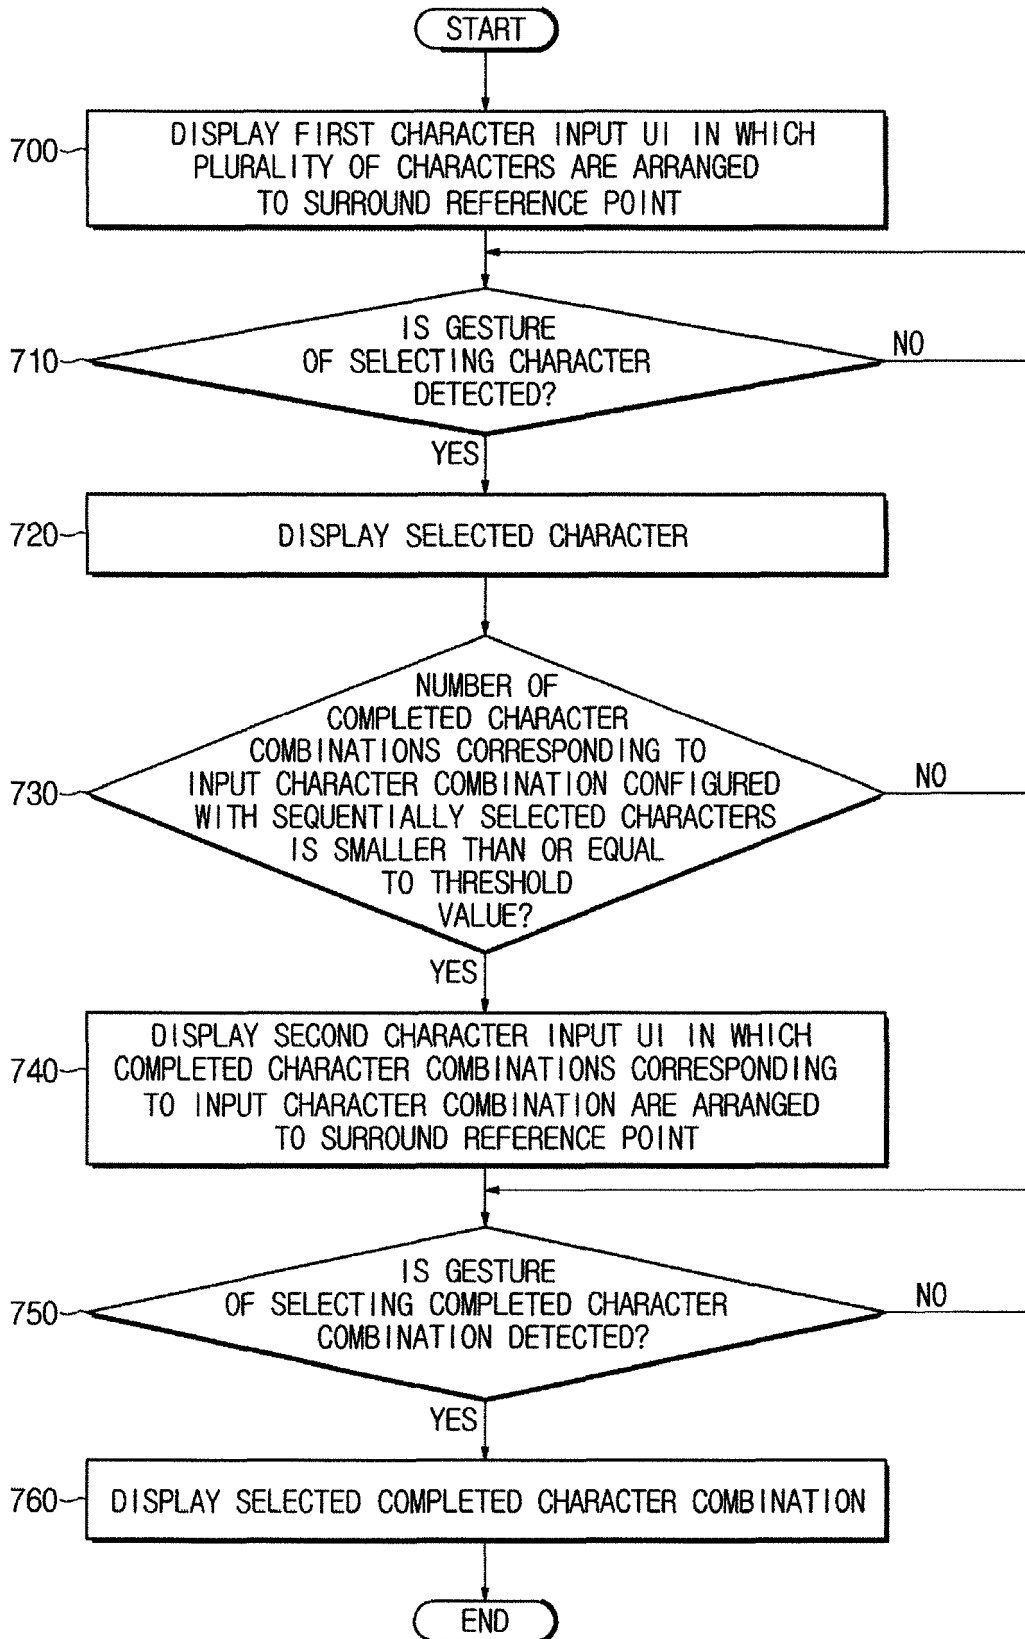 START
700
DISPLAY FIRST CHARACTER INPUT UI IN WHICH
PLURALITY OF CHARACTERS ARE ARRANGED
TO SURROUND REFERENCE POINT
710
IS GESTURE
OF SELECTING CHARACTER
DETECTED?
NO
YES
720
DISPLAY SELECTED CHARACTER
730
NUMBER OF
COMPLETED CHARACTER
COMBINATIONS CORRESPONDING TO
INPUT CHARACTER COMBINATION CONFIGURED
WITH SEQUENTIALLY SELECTED CHARACTERS
IS SMALLER THAN OR EQUAL
TO THRESHOLD
VALUE?
NO
YES
740
DISPLAY SECOND CHARACTER INPUT UI IN WHICH
COMPLETED CHARACTER COMBINATIONS CORRESPONDING
TO INPUT CHARACTER COMBINATION ARE ARRANGED
TO SURROUND REFERENCE POINT
750
IS GESTURE
OF SELECTING COMPLETED CHARACTER
COMBINATION DETECTED?
NO
YES
760
DISPLAY SELECTED COMPLETED CHARACTER COMBINATION
END